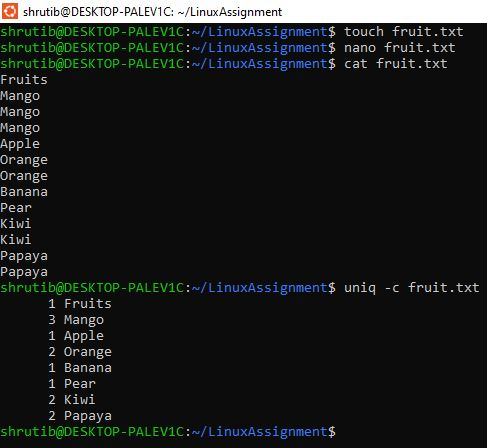 shrutib@DESKTOP-PALEV1C: ~/LinuxAssignment
shrutib@DESKTOP-PALEV1C:~/LinuxAssignment$ touch fruit.txt
shrutib@DESKTOP-PALEV1C:~/LinuxAssignment$ nano fruit.txt
shrutib@DESKTOP-PALEV1C:~/LinuxAssignment$ cat fruit.txt
Fruits
Mango
Mango
Mango
Apple
Orange
Orange
Banana
Pear
Kiwi
Kiwi
Papaya
Papaya
shrutib@DESKTOP-PALEV1C:~/LinuxAssignment$ uniq -c fruit.txt
      1 Fruits
      3 Mango
      1 Apple
      2 Orange
      1 Banana
      1 Pear
      2 Kiwi
      2 Papaya
shrutib@DESKTOP-PALEV1C:~/LinuxAssignment$